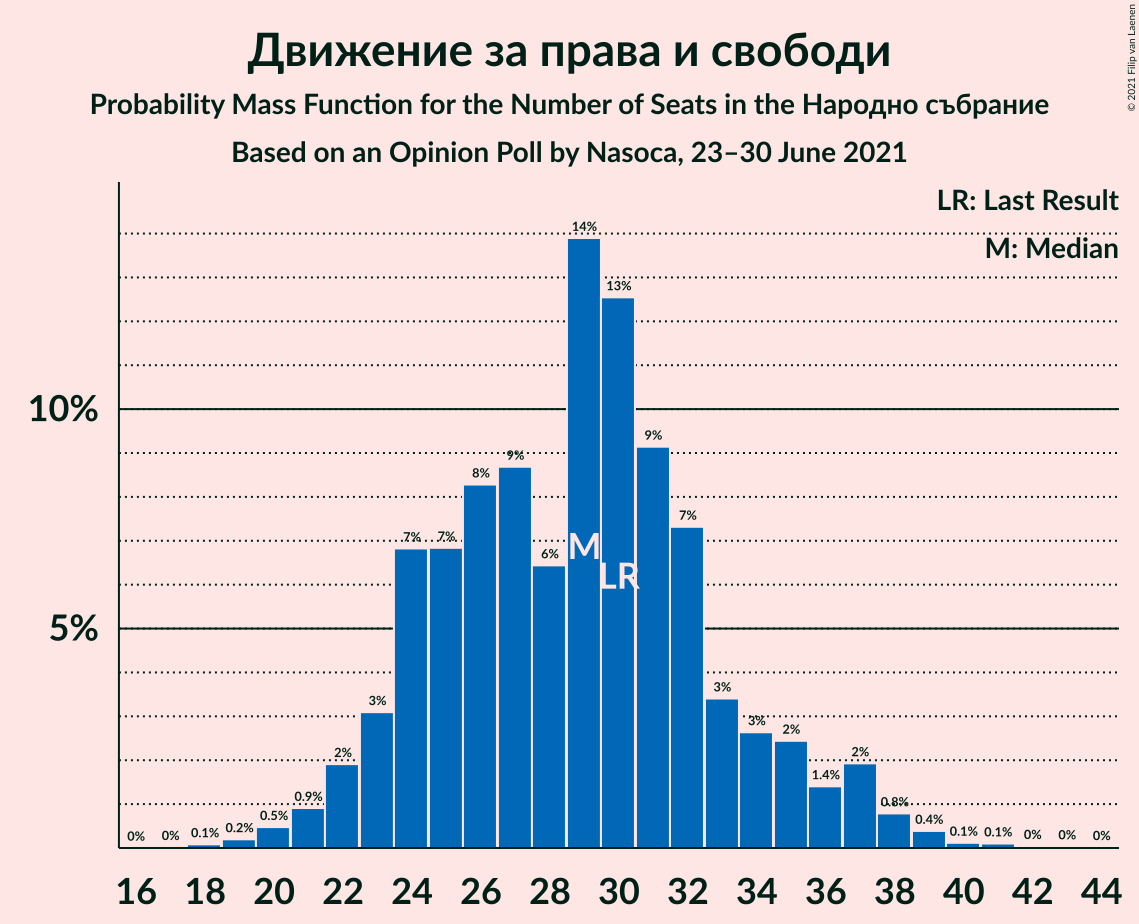 Движение за права и свободи
Probability Mass Function for the Number of Seats in the Народно събрание
Based on an Opinion Poll by Nasoca, 23–30 June 2021
© 2021 Filip van Laenen
LR: Last Result
M: Median
14%
13%
10%
9%
9%
8%
7%
7%
7%
6%
M
LR
5%
3%
3%
3%
2%
2%
2%
1.4%
0.9%
0.8%
0.5%
0.4%
0% 0% 0.1% 0.2% 0.1% 0.1% 0% 0% 0%
16 18 20 22 24 26 28 30 32 34 36 38 40 42 44